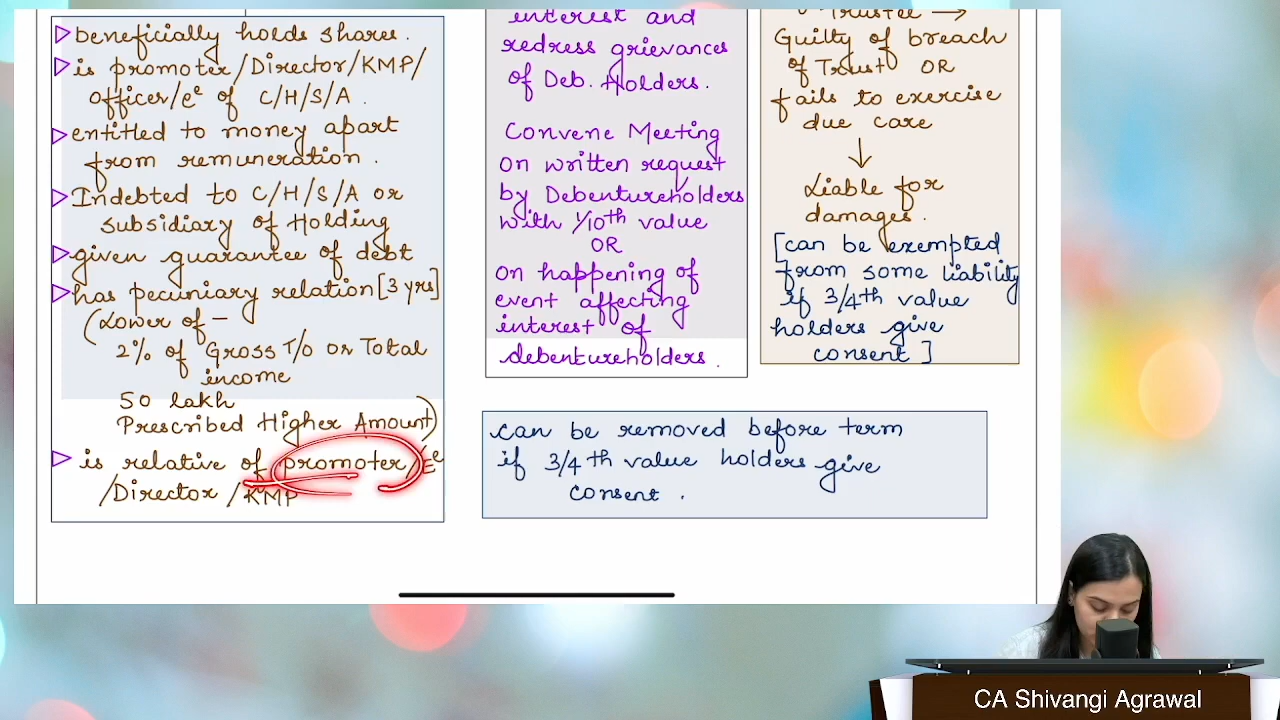 beneficially holds shares.
is promoter/Director/KMP/
officer/eᵉ of C/H/S/A.
entitled to money apart
from remuneration.
Indebted to C/H/S/A or
subsidiary of Holding
given guarantee of debt
has pecuniary relation [3 yrs]
(Lower of -
2% of Gross T/O or Total
income
50 lakh
Prescribed Higher Amount)
is relative of promoter/Eᵉ
/Director/KMP
interest and
redress grievances
of Deb. Holders.
Convene Meeting
on written request
by Debentureholders
with 1/10th value
OR
on happening of
event affecting
interest of
debentureholders.
Trustee →
Guilty of breach
of Trust OR
fails to exercise
due care
↓
Liable for
damages.
[can be exempted
from some liability
if 3/4th value
holders give
consent]
can be removed before term
if 3/4th value holders give
consent.
CA Shivangi Agrawal